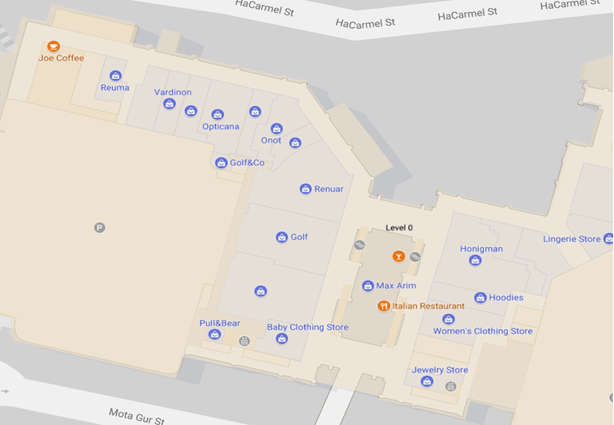 HaCarmel St
HaCarmel St
HaCarmel St
HaCarmel St
Joe Coffee
Reuma
Vardinon
Opticana
Onot
Golf&Co
Renuar
Level 0
Golf
Honigman
Lingerie Store
Max Arim
Hoodies
Italian Restaurant
Pull&Bear
Baby Clothing Store
Women's Clothing Store
Jewelry Store
P
Mota Gur St